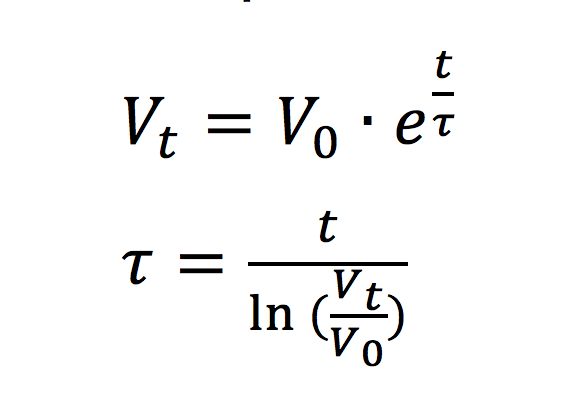 V_t = V_0 · e^{t/τ}
τ = t / ln (V_t/V_0)